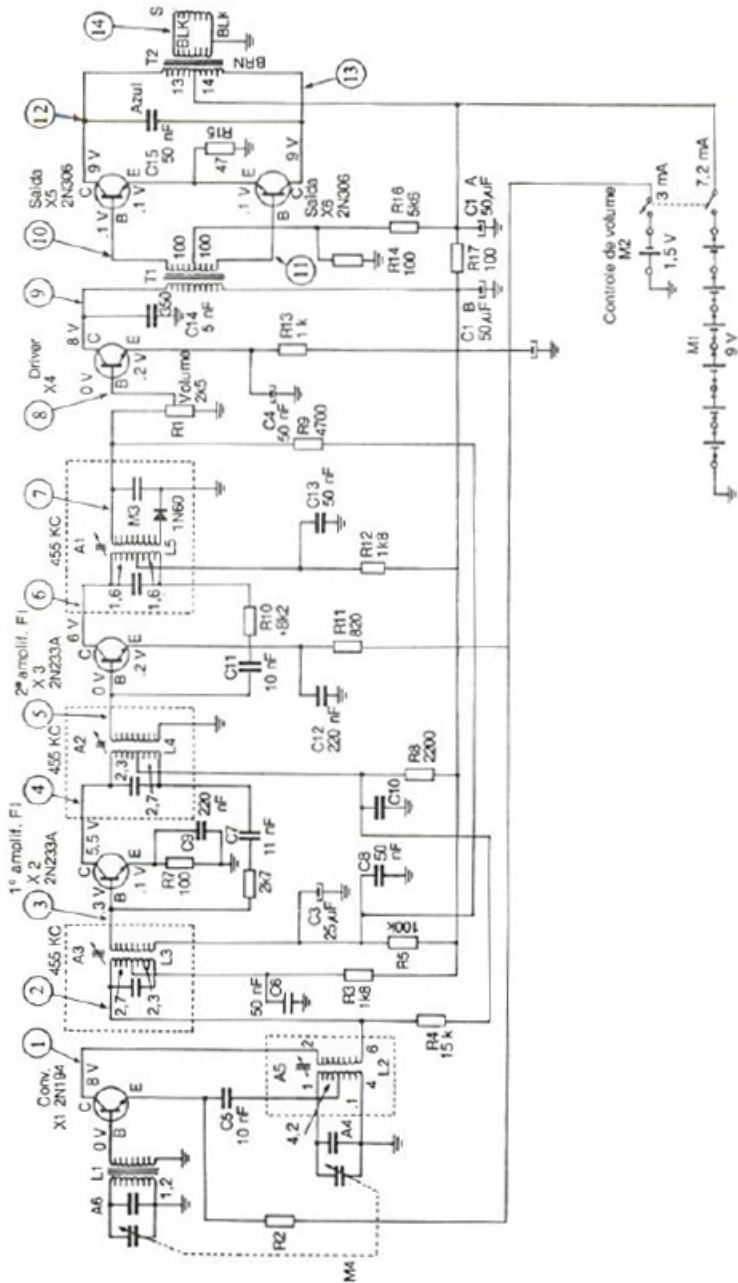 Conv.
X1 2N194
1
8 V
C
0 V
B
E
A6
L1
1,2
M4
R2
C5
10 nF
A5
1
2
4,2
4
6
.1
A4
L2
R4
15 k
2
455 KC
A3
2,7
2,3
L3
50 nF
C6
R3
1k8
3
1º amplif. FI
X 2
2N233A
C
5,5 V
.3 V
B
.1 V
E
R7
100
C9
220
nF
2k7
C7
11 nF
C3
25 µF
C8
50
nF
R5
100k
C10
R8
2200
4
455 KC
A2
2,3
2,7
L4
5
2º amplif. FI
X 3
2N233A
6 V
C
0 V
B
.2 V
E
C11
10 nF
R10
8k2
C12
220 nF
R11
820
6
455 KC
A1
1,6
1,6
L5
M3
1N60
7
C13
50 nF
R12
1k8
R9
4700
R1
Volume
2k5
8
Driver
X4
8 V
C
0 V
B
.2 V
E
C4
50 nF
R13
1 k
9
350
C14
5 nF
T1
100
100
10
11
C1 B
50 µF
R17
100
C1 A
50 µF
R14
100
R16
5k6
Saída
X5
2N306
.1 V
B
C
9 V
.1 V
E
Saída
X6
2N306
.1 V
B
E
C
9 V
R15
47
C15
50 nF
Azul
12
13
T2
13
14
BRN
S
BLK
BLK
14
Controle de volume
M2
1,5 V
3 mA
7,2 mA
M1
9 V